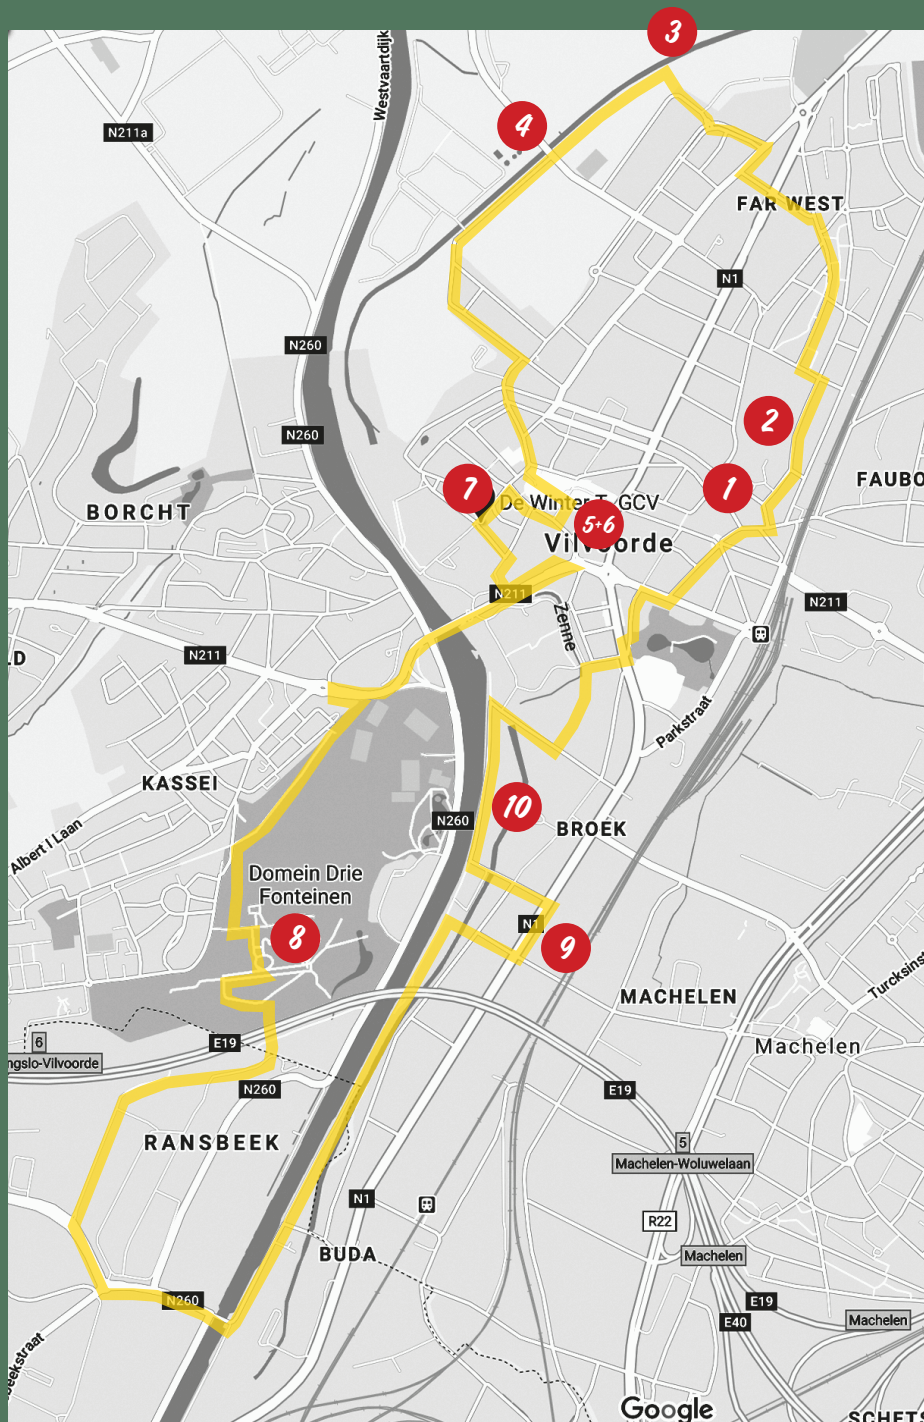 3
Westvaartdijk
4
N211a
FAR WEST
N1
N260
N260
2
FAUBO
7
1
De Winter T. GCV
BORCHT
5+6
Vilvoorde
N211
N211
Zenne
LD
N211
Parkstraat
KASSEI
10
N260
BROEK
Albert I Laan
Domein Drie
Fonteinen
N1
8
9
Turcksinst
MACHELEN
6
E19
Machelen
ngslo-Vilvoorde
N260
E19
RANSBEEK
5
Machelen-Woluwelaan
N1
R22
BUDA
Machelen
N260
E19
E40
Machelen
beekstraat
Google
SCHETS